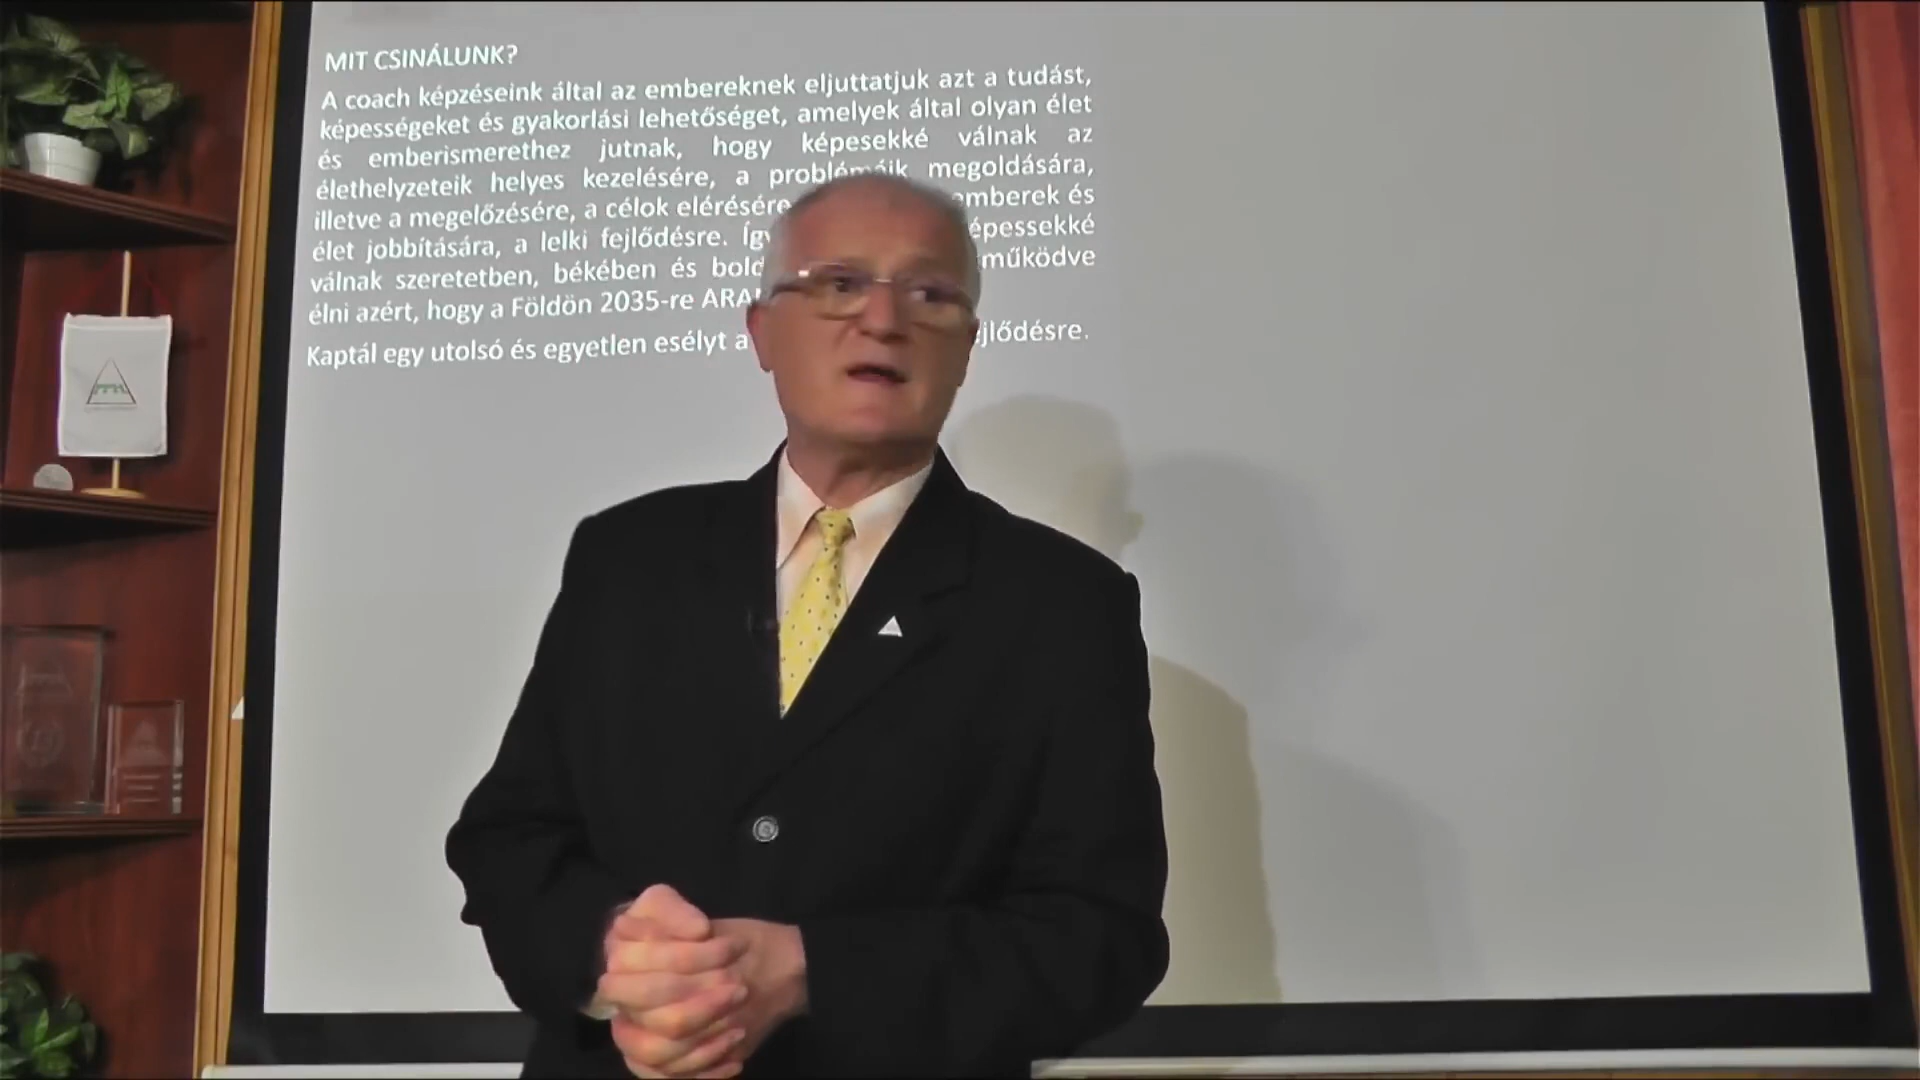 MIT CSINÁLUNK?
A coach képzéseink által az embereknek eljuttatjuk azt a tudást,
képességeket és gyakorlási lehetőséget, amelyek által olyan élet
és emberismerethez jutnak, hogy képesekké válnak az
élethelyzeteik helyes kezelésére, a problémáik megoldására,
illetve a megelőzésére, a célok elérésére emberek és
élet jobbítására, a lelki fejlődésre. Így képessekké
válnak szeretetben, békében és működve
élni azért, hogy a Földön 2035-re
Kaptál egy utolsó és egyetlen esélyt a